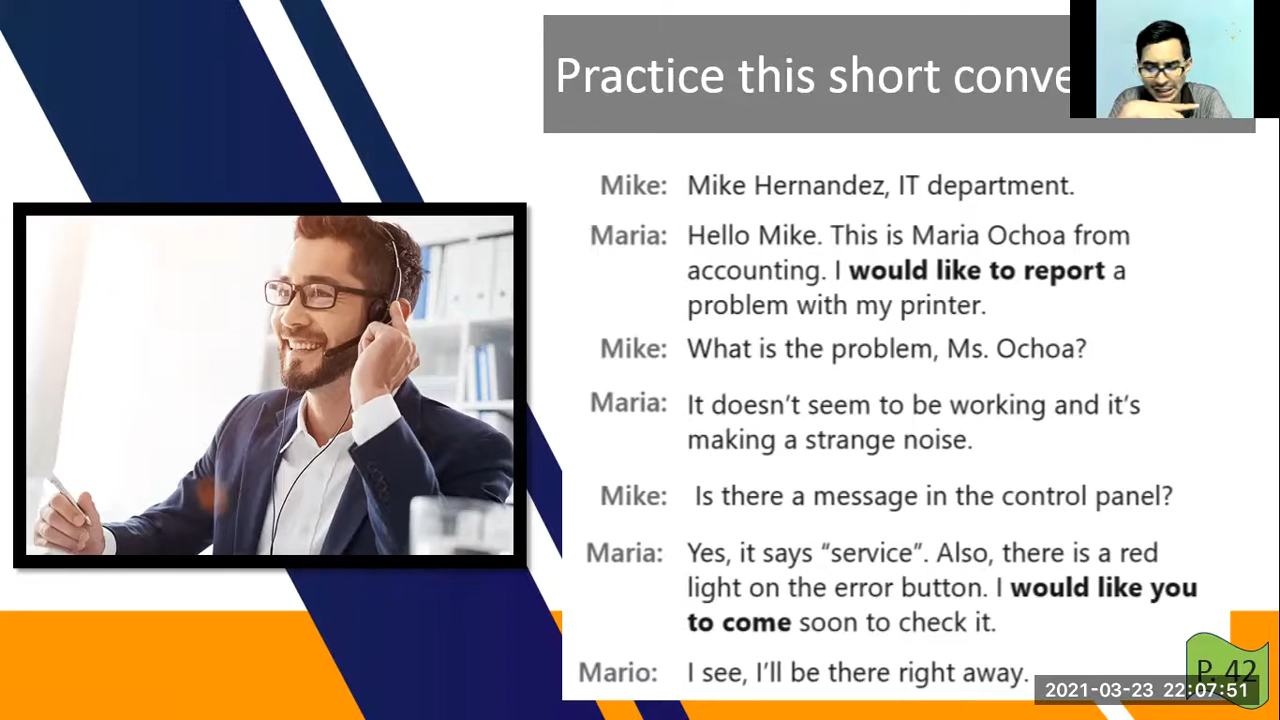 Practice this short conve
Mike: Mike Hernandez, IT department.
Maria: Hello Mike. This is Maria Ochoa from
accounting. I would like to report a
problem with my printer.
Mike: What is the problem, Ms. Ochoa?
Maria: It doesn't seem to be working and it's
making a strange noise.
Mike: Is there a message in the control panel?
Maria: Yes, it says “service”. Also, there is a red
light on the error button. I would like you
to come soon to check it.
Mario: I see, I'll be there right away.
P. 42
2021-03-23 22:07:51